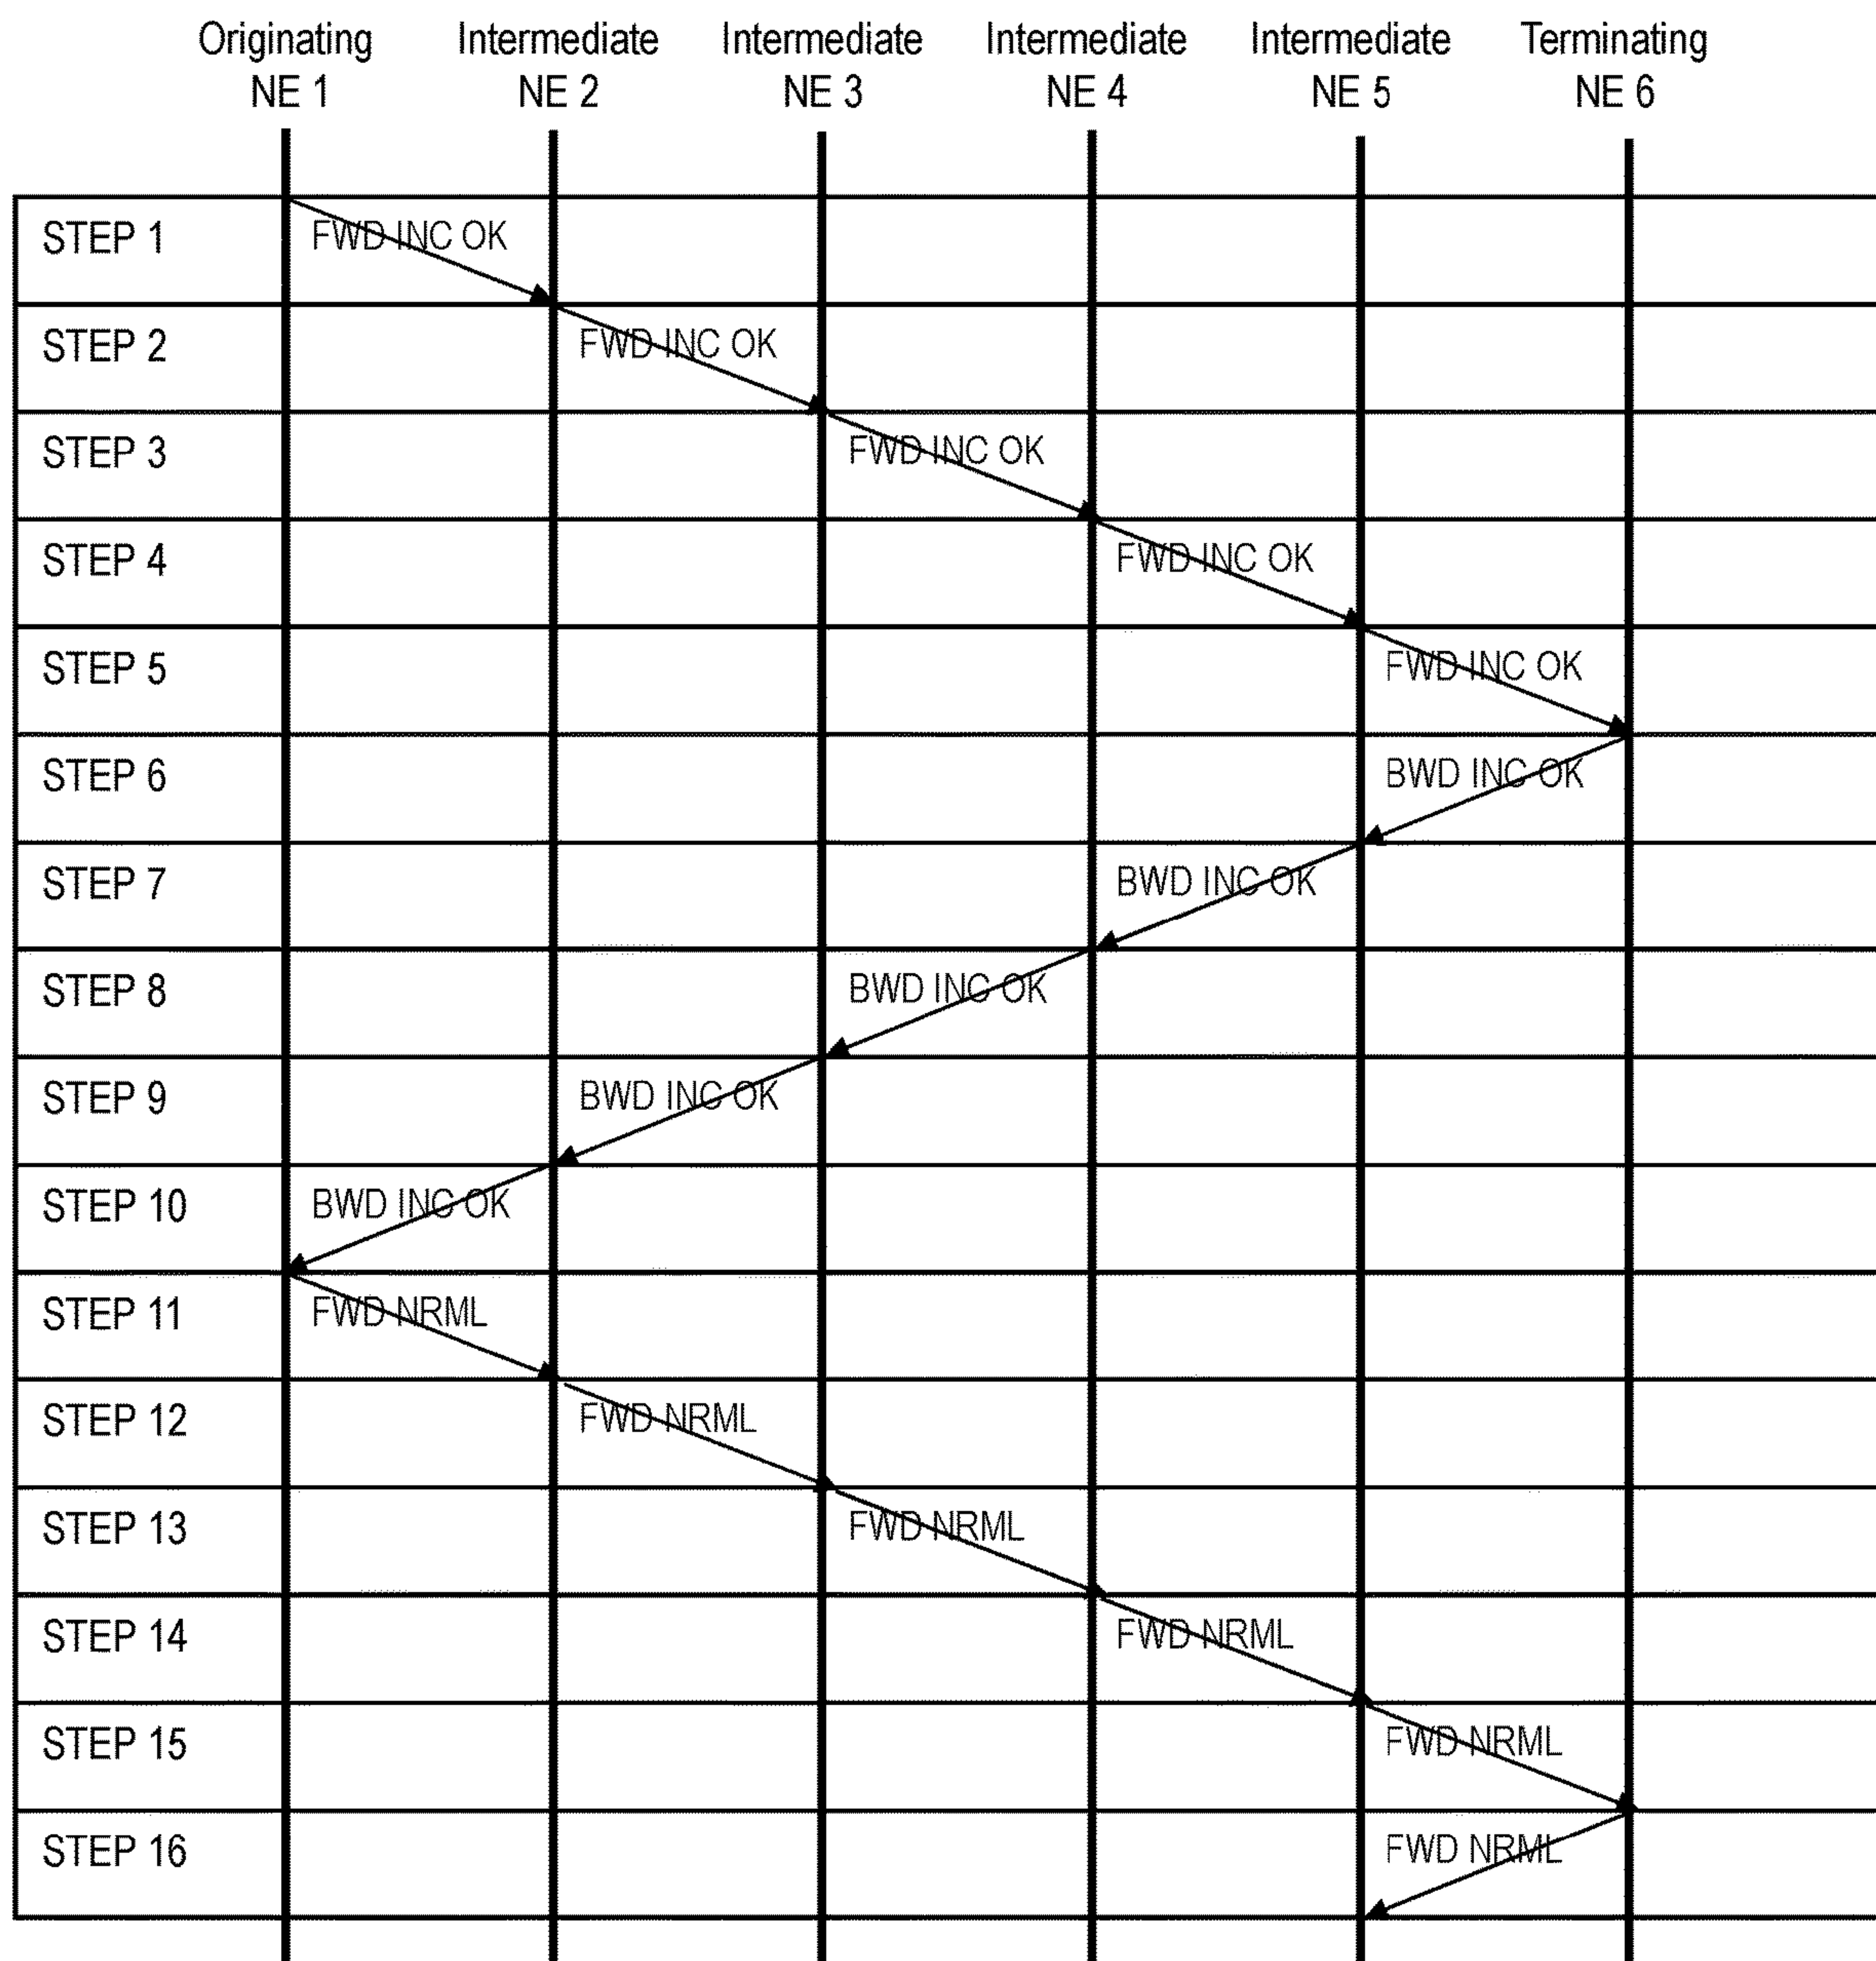 Originating Intermediate Intermediate Intermediate Intermediate Terminating
NE 1 NE 2 NE 3 NE 4 NE 5 NE 6
STEP 1 FWD INC OK
STEP 2 FWD INC OK
STEP 3 FWD INC OK
STEP 4 FWD INC OK
STEP 5 FWD INC OK
STEP 6 BWD INC OK
STEP 7 BWD INC OK
STEP 8 BWD INC OK
STEP 9 BWD INC OK
STEP 10 BWD INC OK
STEP 11 FWD NRML
STEP 12 FWD NRML
STEP 13 FWD NRML
STEP 14 FWD NRML
STEP 15 FWD NRML
STEP 16 FWD NRML